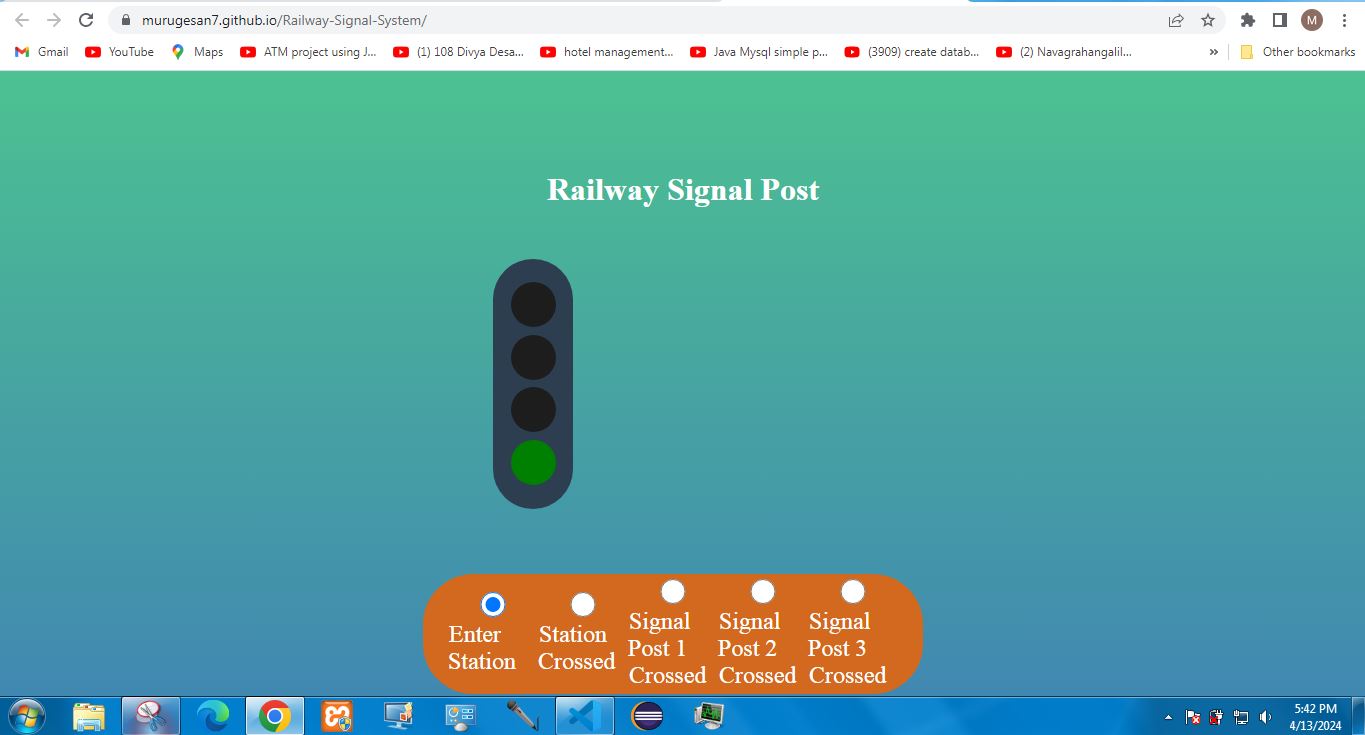 murugesan7.github.io/Railway-Signal-System/
M
Gmail YouTube Maps ATM project using J... (1) 108 Divya Desa... hotel management... Java Mysql simple p... (3909) create datab... (2) Navagrahangalil... » Other bookmarks
Railway Signal Post
Enter
Station
Station
Crossed
Signal
Post 1
Crossed
Signal
Post 2
Crossed
Signal
Post 3
Crossed
5:42 PM
4/13/2024